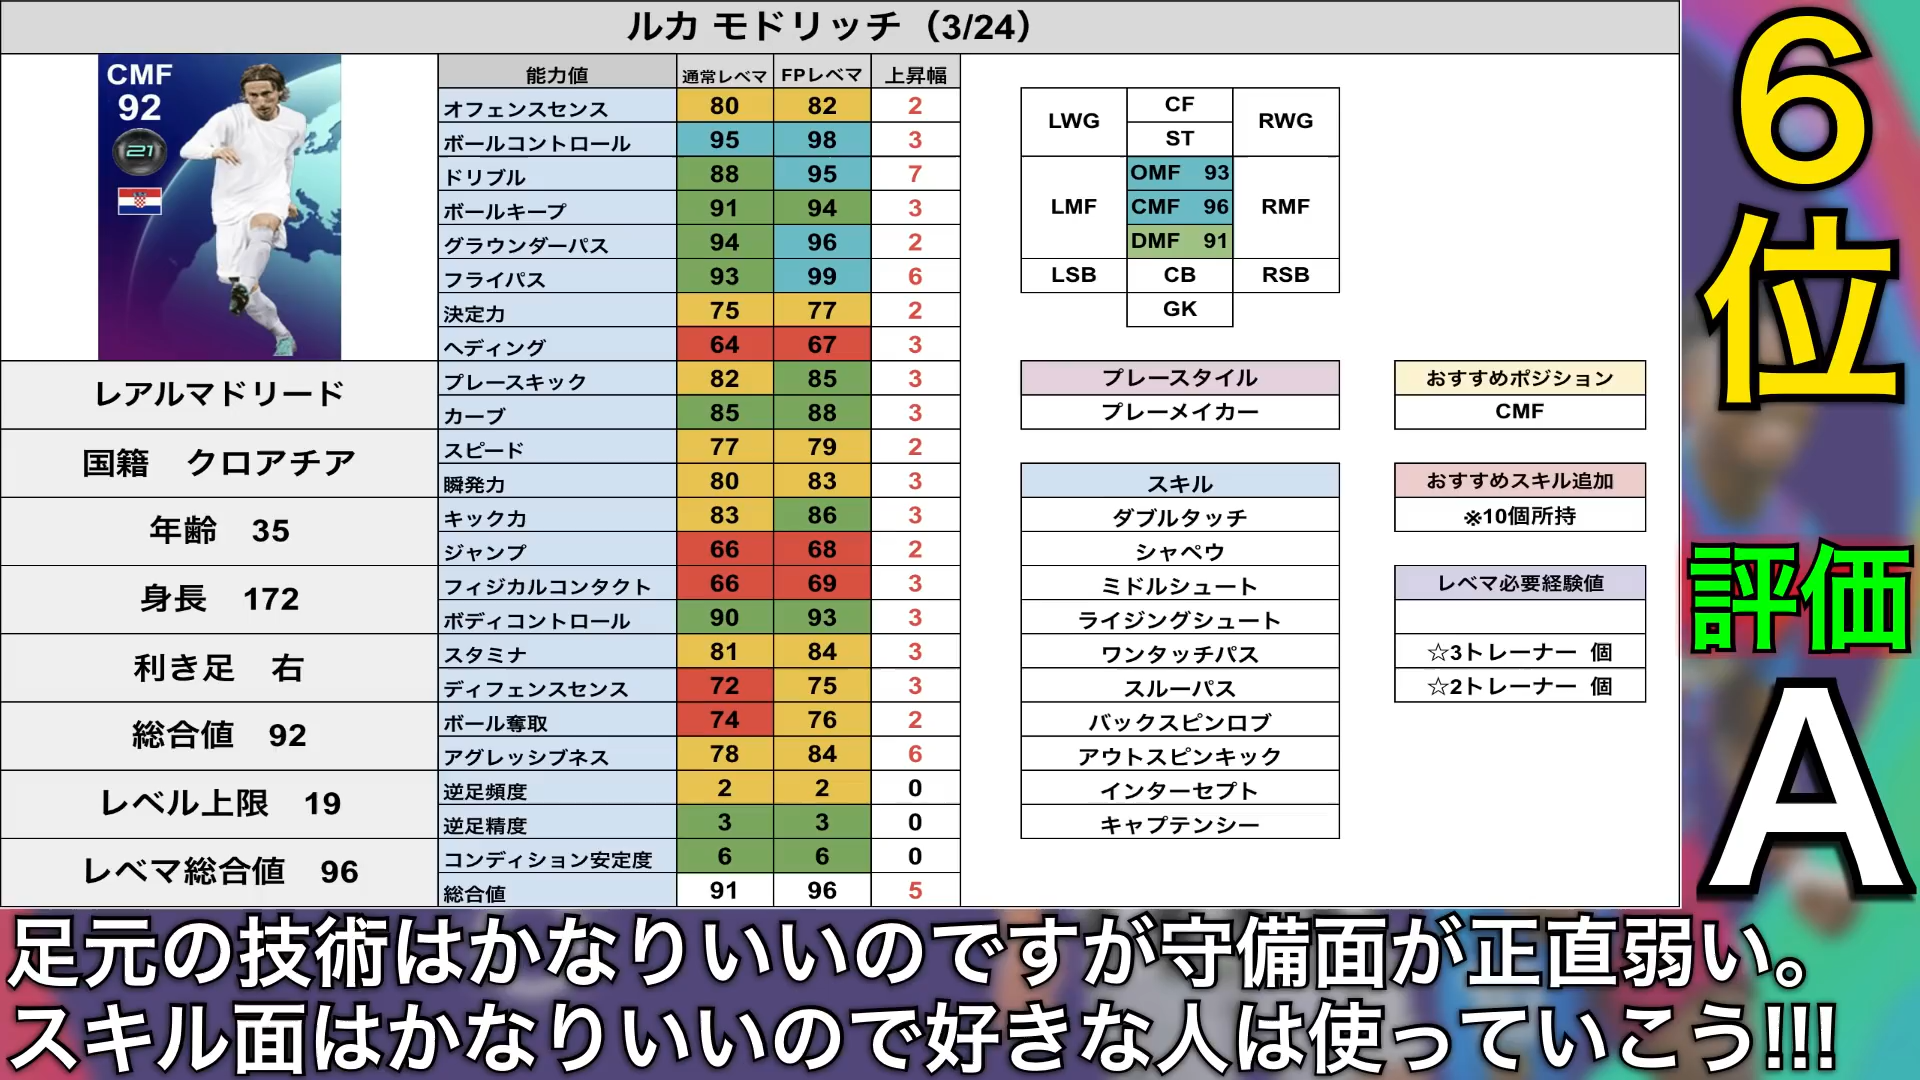 ルカ モドリッチ（3/24）
CMF
92
21
レアルマドリード
国籍　クロアチア
年齢　35
身長　172
利き足　右
総合値　92
レベル上限　19
レベマ総合値　96
能力値 通常レベマ FPレベマ 上昇幅
オフェンスセンス 80 82 2
ボールコントロール 95 98 3
ドリブル 88 95 7
ボールキープ 91 94 3
グラウンダーパス 94 96 2
フライパス 93 99 6
決定力 75 77 2
ヘディング 64 67 3
プレースキック 82 85 3
カーブ 85 88 3
スピード 77 79 2
瞬発力 80 83 3
キック力 83 86 3
ジャンプ 66 68 2
フィジカルコンタクト 66 69 3
ボディコントロール 90 93 3
スタミナ 81 84 3
ディフェンスセンス 72 75 3
ボール奪取 74 76 2
アグレッシブネス 78 84 6
逆足頻度 2 2 0
逆足精度 3 3 0
コンディション安定度 6 6 0
総合値 91 96 5
CF
LWG RWG
ST
OMF 93
LMF CMF 96 RMF
DMF 91
LSB CB RSB
GK
プレースタイル
プレーメイカー
スキル
ダブルタッチ
シャペウ
ミドルシュート
ライジングシュート
ワンタッチパス
スルーパス
バックスピンロブ
アウトスピンキック
インターセプト
キャプテンシー
おすすめポジション
CMF
おすすめスキル追加
※10個所持
レベマ必要経験値
☆3トレーナー 個
☆2トレーナー 個
6
位
評価
A
足元の技術はかなりいいのですが守備面が正直弱い。
スキル面はかなりいいので好きな人は使っていこう!!!